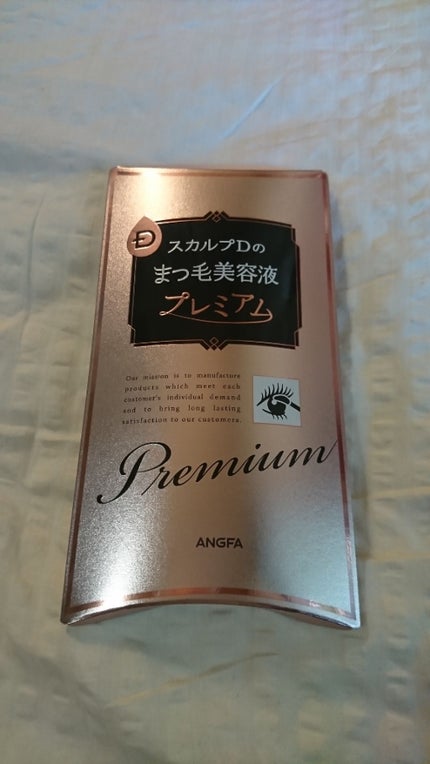 Ð
スカルプDの
まつ毛美容液
プレミアム
Our mission is to manufacture
products which meet each
customer's individual demand
and to bring long lasting
satisfaction to our customers.
Premium
ANGFA